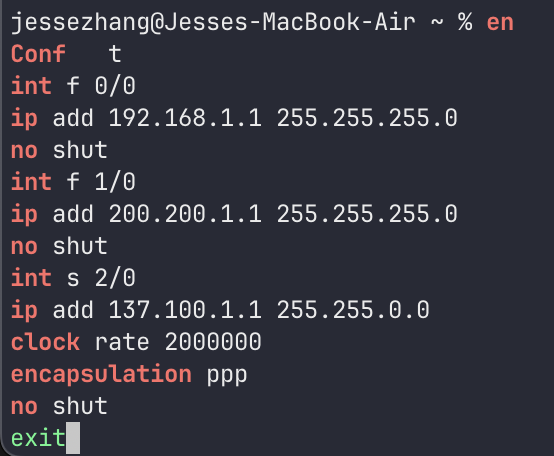 jessezhang@Jesses-MacBook-Air ~ % en
Conf   t
int f 0/0
ip add 192.168.1.1 255.255.255.0
no shut
int f 1/0
ip add 200.200.1.1 255.255.255.0
no shut
int s 2/0
ip add 137.100.1.1 255.255.0.0
clock rate 2000000
encapsulation ppp
no shut
exit